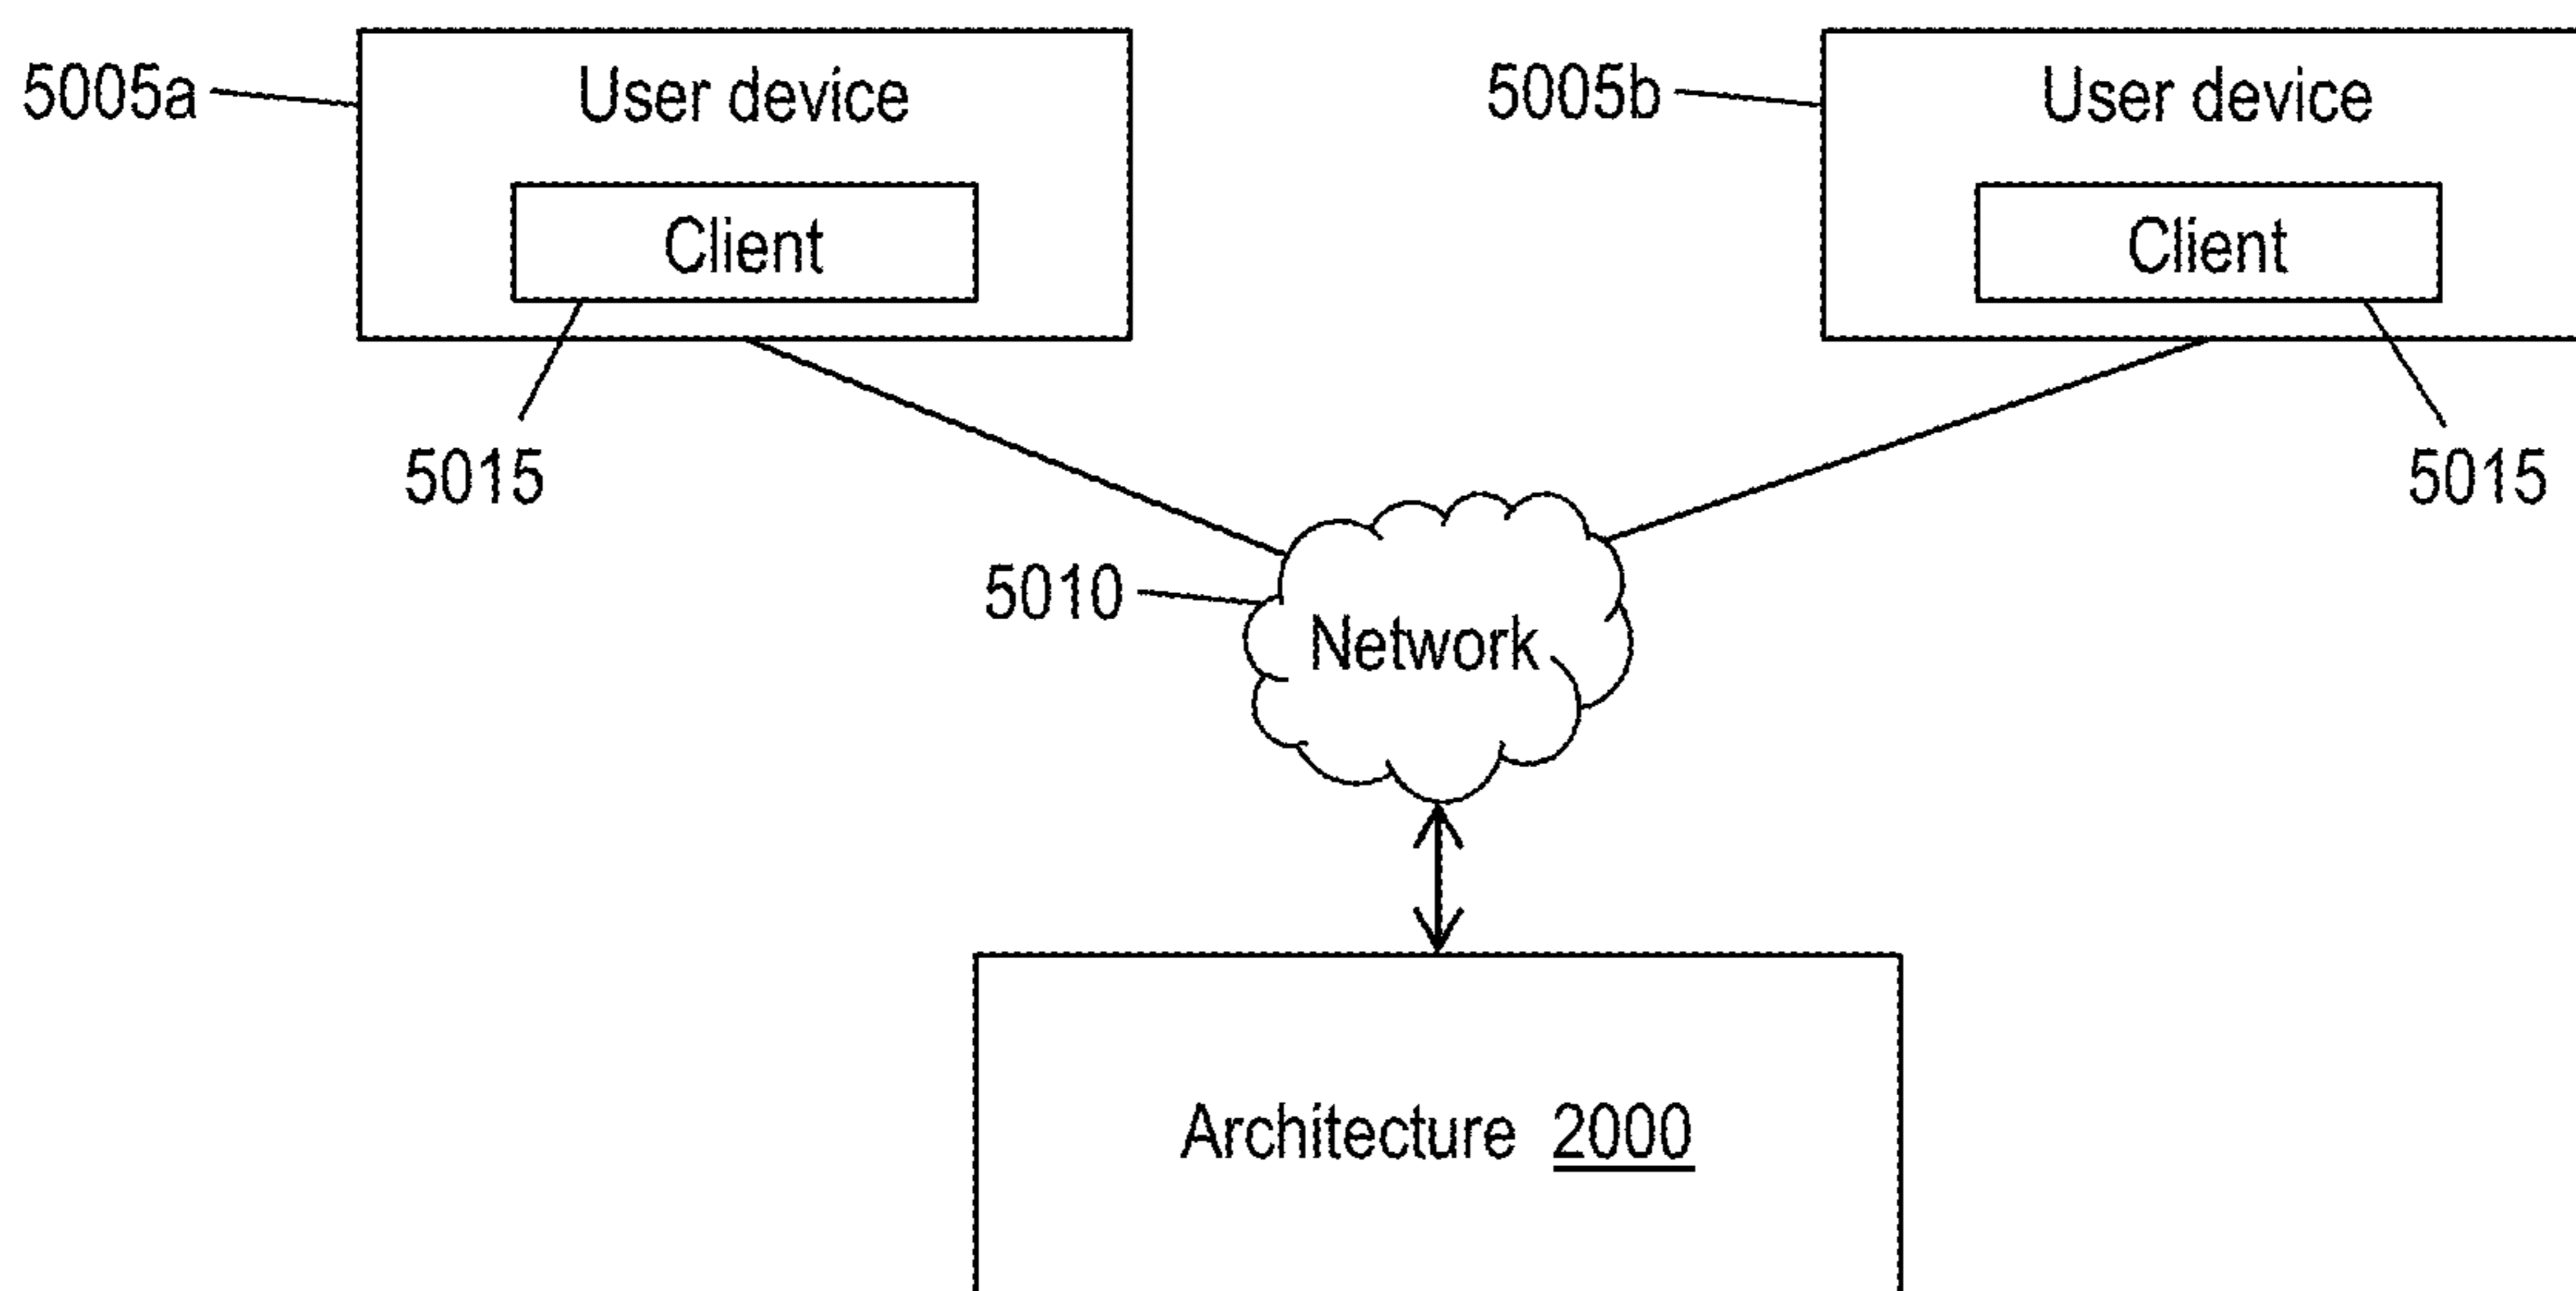 5005a
User device
Client
5015
5005b
User device
Client
5015
5010
Network
Architecture 2000